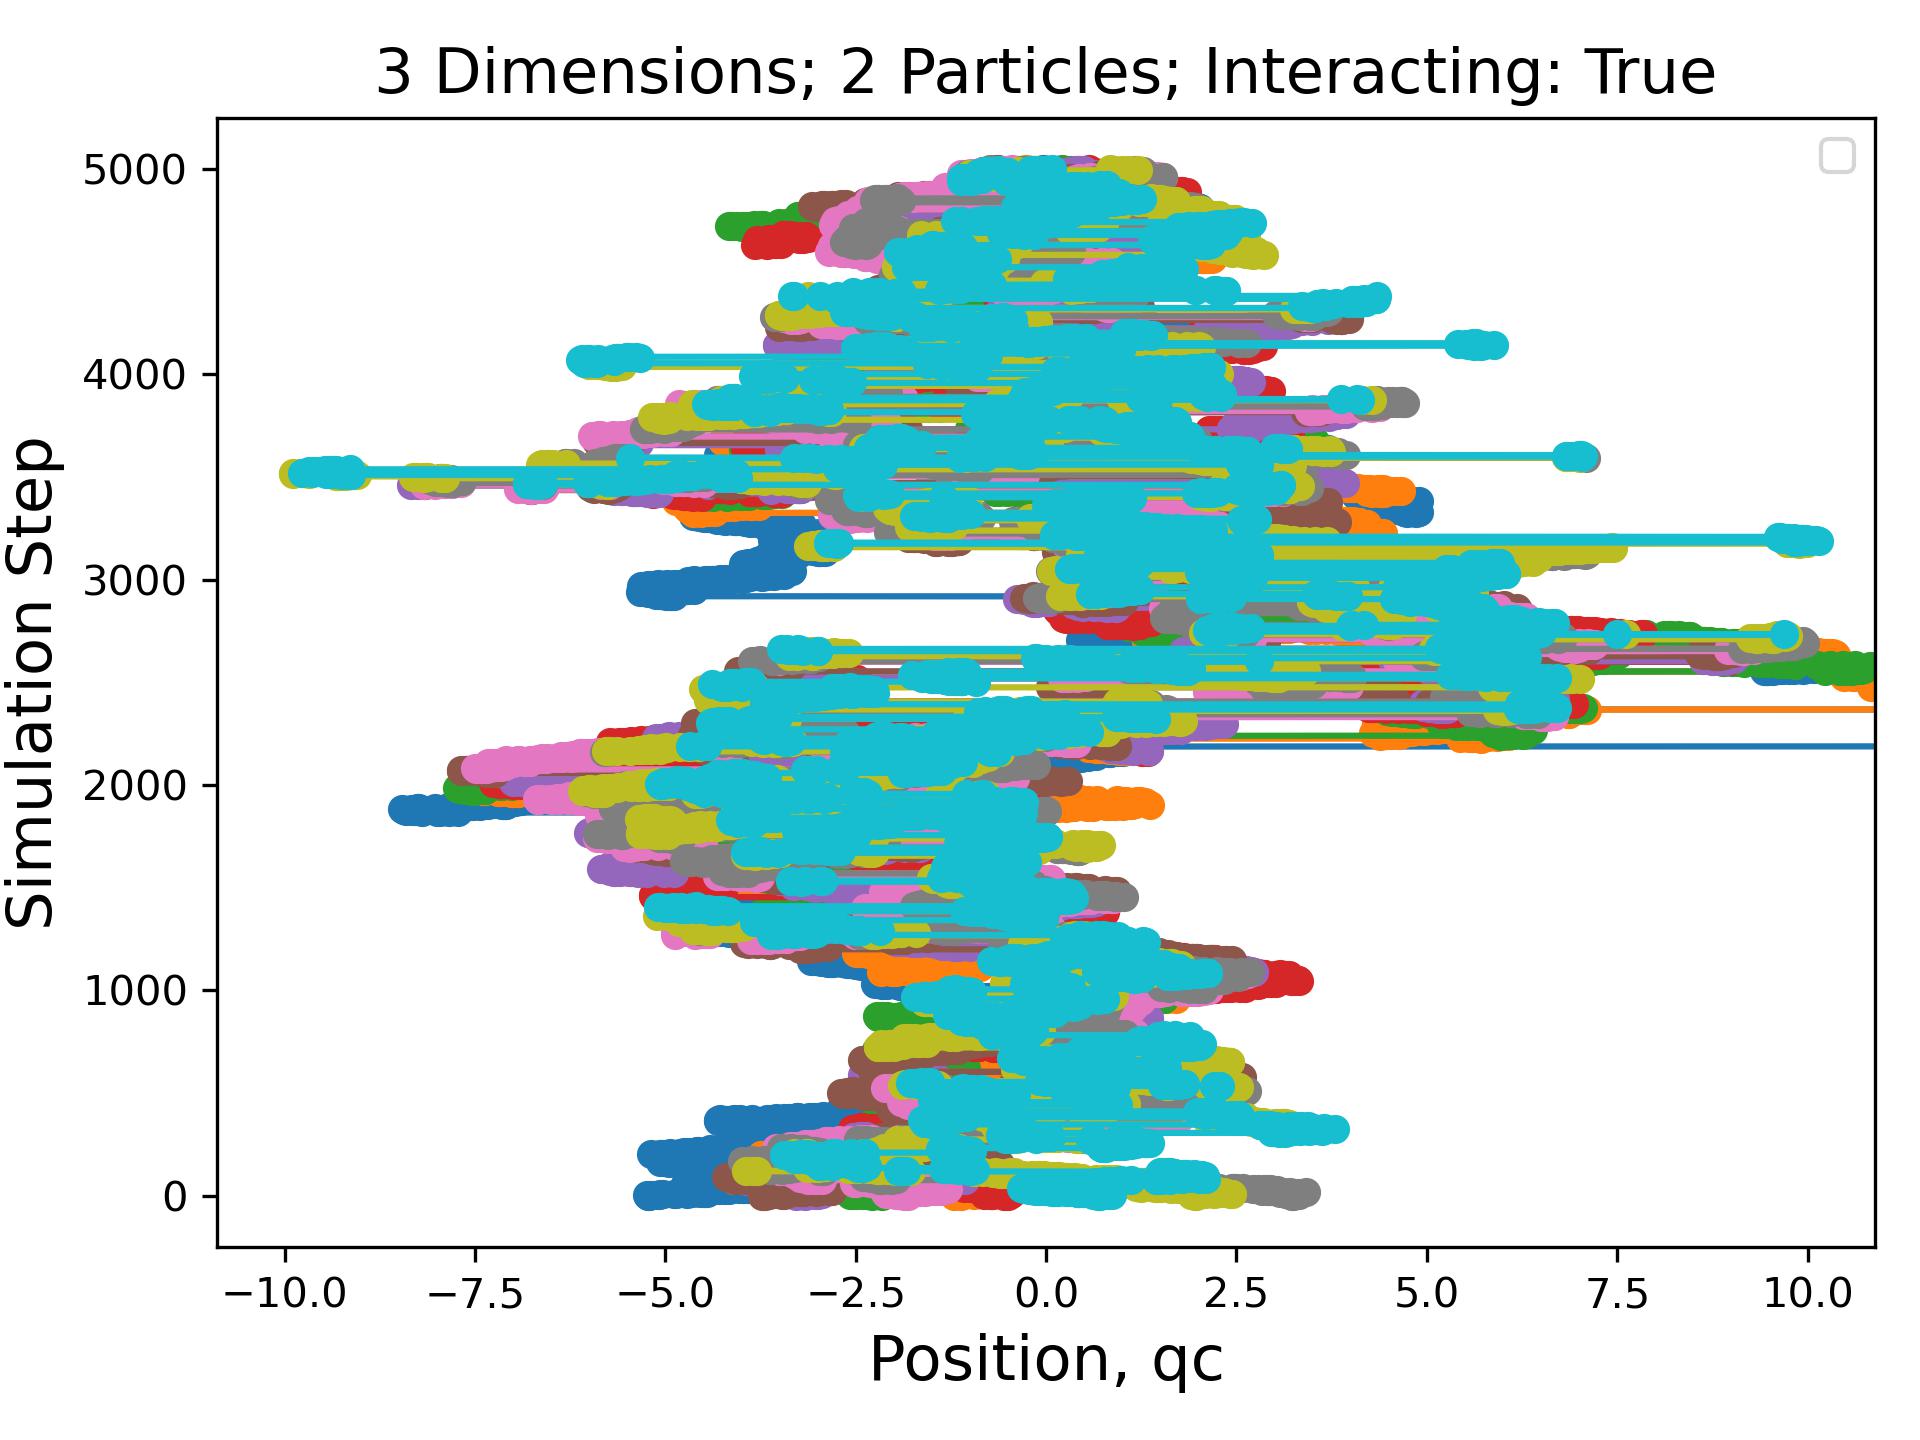 3 Dimensions; 2 Particles; Interacting: True
5000
4000
3000
2000
1000
0
Simulation Step
−10.0 −7.5 −5.0 −2.5 0.0 2.5 5.0 7.5 10.0
Position, qc